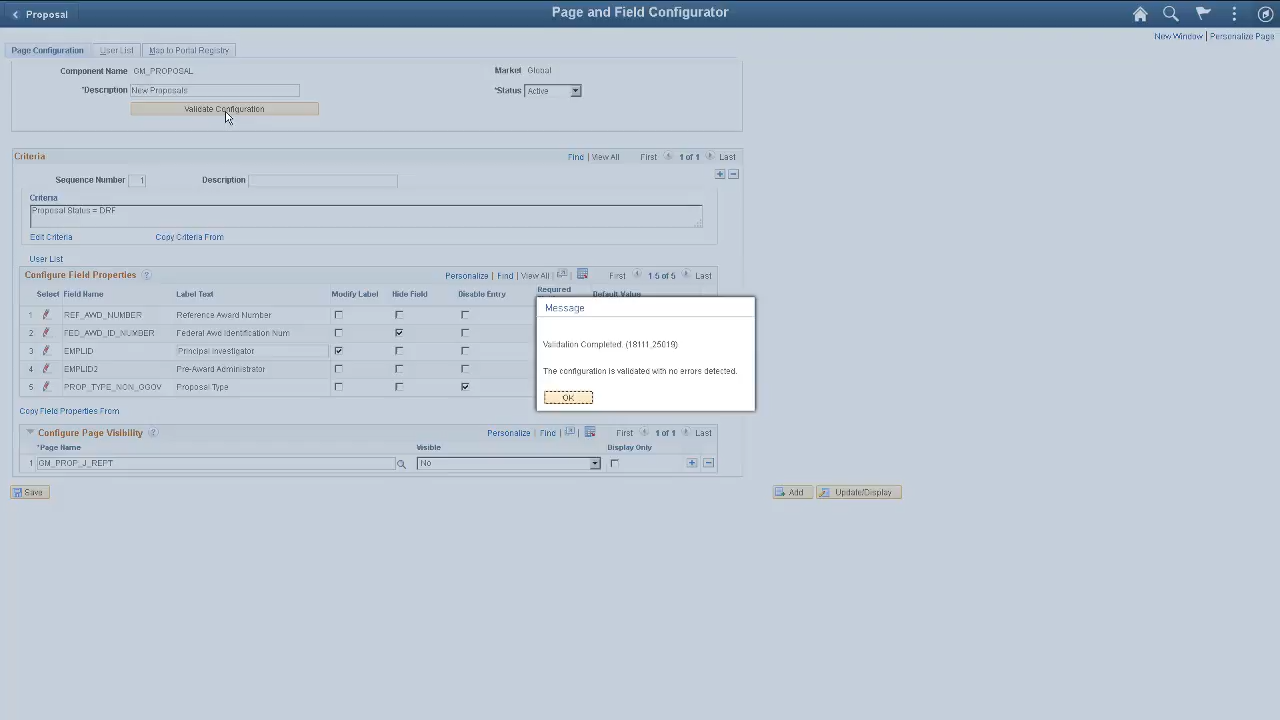 Proposal
Page and Field Configurator
New Window | Personalize Page
Page Configuration User List Map to Portal Registry
Component Name GM_PROPOSAL Market Global
*Description New Proposals *Status Active
Validate Configuration
Criteria Find | View All First 1 of 1 Last
Sequence Number 1 Description
Criteria
Proposal Status = DRF
Edit Criteria Copy Criteria From
User List
Configure Field Properties Personalize | Find | View All | First 1-5 of 5 Last
Select Field Name Label Text Modify Label Hide Field Disable Entry Required Default Value
1 REF_AWD_NUMBER Reference Award Number
2 FED_AWD_ID_NUMBER Federal Awd Identification Num
3 EMPLID Principal Investigator
4 EMPLID2 Pre-Award Administrator
5 PROP_TYPE_NON_GGOV Proposal Type
Message
Validation Completed. (18111,25019)
The configuration is validated with no errors detected.
OK
Copy Field Properties From
Configure Page Visibility Personalize | Find | First 1 of 1 Last
*Page Name Visible Display Only
1 GM_PROP_J_REPT No
Save Add Update/Display